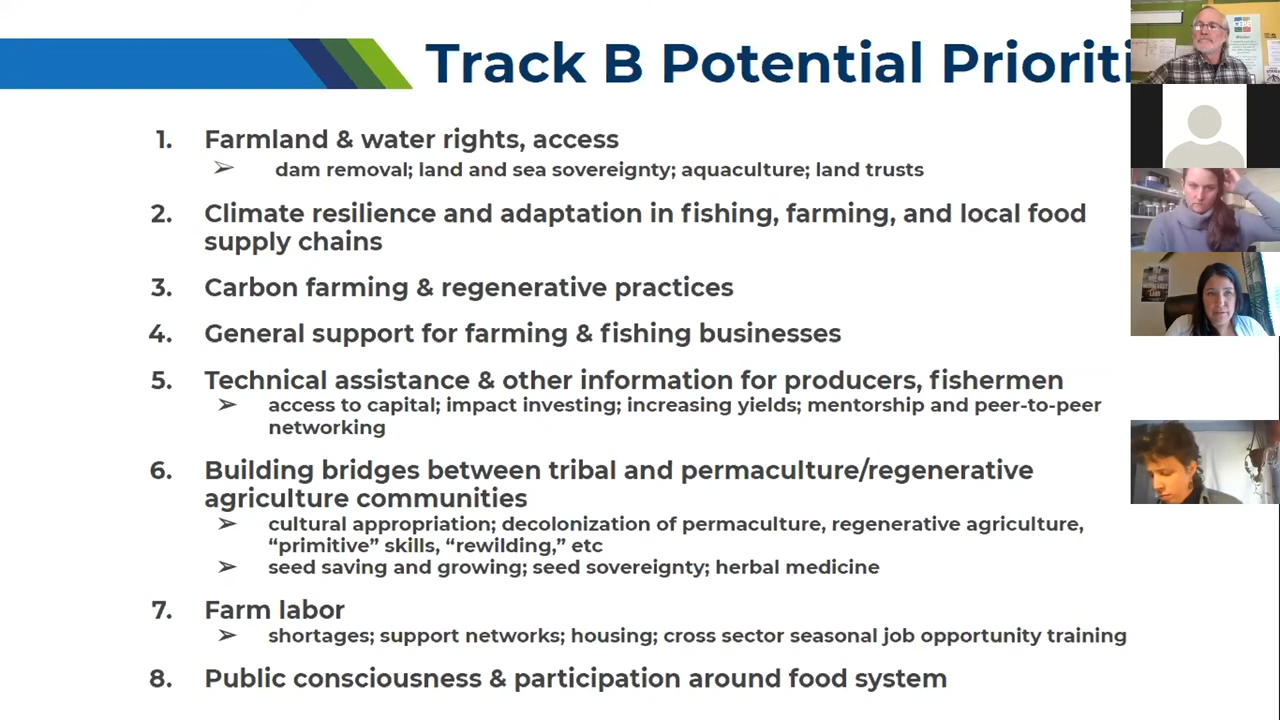 Track B Potential Prioriti
1. Farmland & water rights, access
➢ dam removal; land and sea sovereignty; aquaculture; land trusts
2. Climate resilience and adaptation in fishing, farming, and local food
supply chains
3. Carbon farming & regenerative practices
4. General support for farming & fishing businesses
5. Technical assistance & other information for producers, fishermen
➢ access to capital; impact investing; increasing yields; mentorship and peer-to-peer
networking
6. Building bridges between tribal and permaculture/regenerative
agriculture communities
➢ cultural appropriation; decolonization of permaculture, regenerative agriculture,
“primitive” skills, “rewilding,” etc
➢ seed saving and growing; seed sovereignty; herbal medicine
7. Farm labor
➢ shortages; support networks; housing; cross sector seasonal job opportunity training
8. Public consciousness & participation around food system